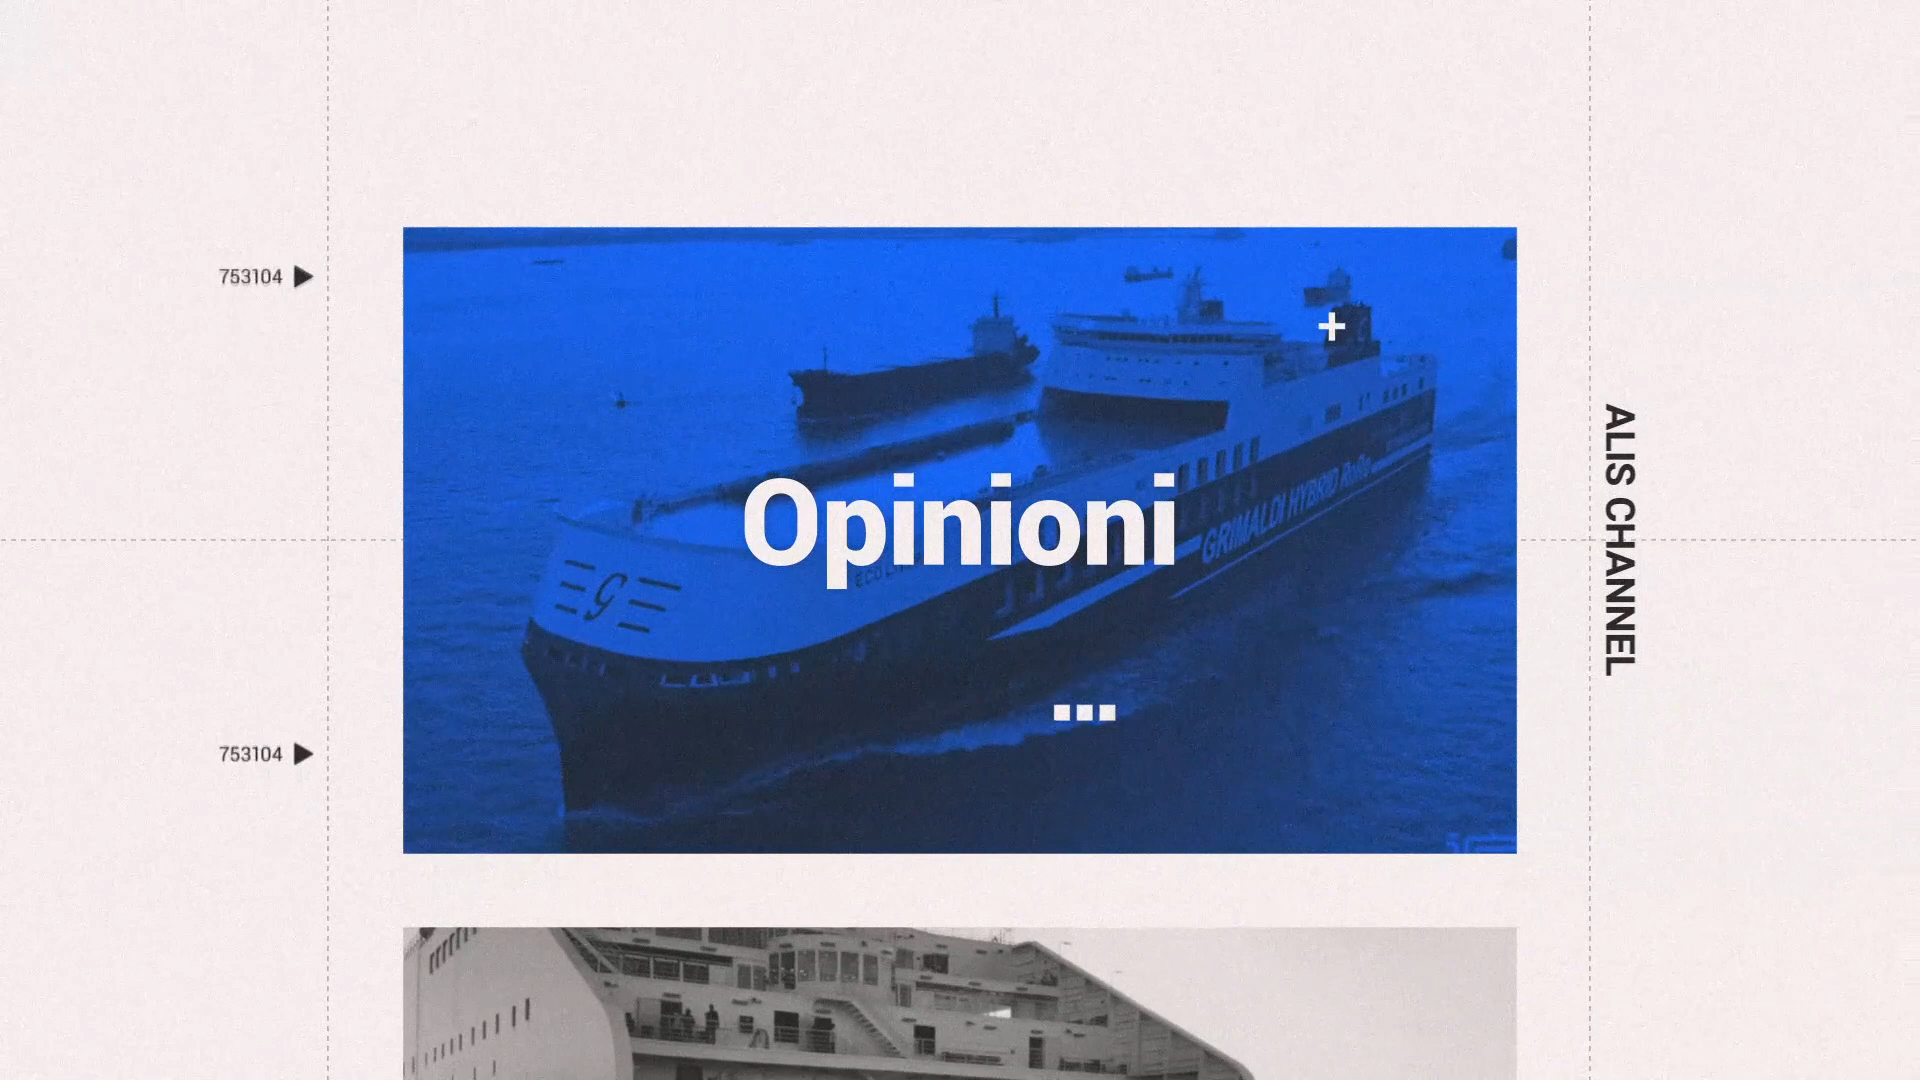 753104
Opinioni
GRIMALDI HYBRID RoRo
G
753104
ALIS CHANNEL